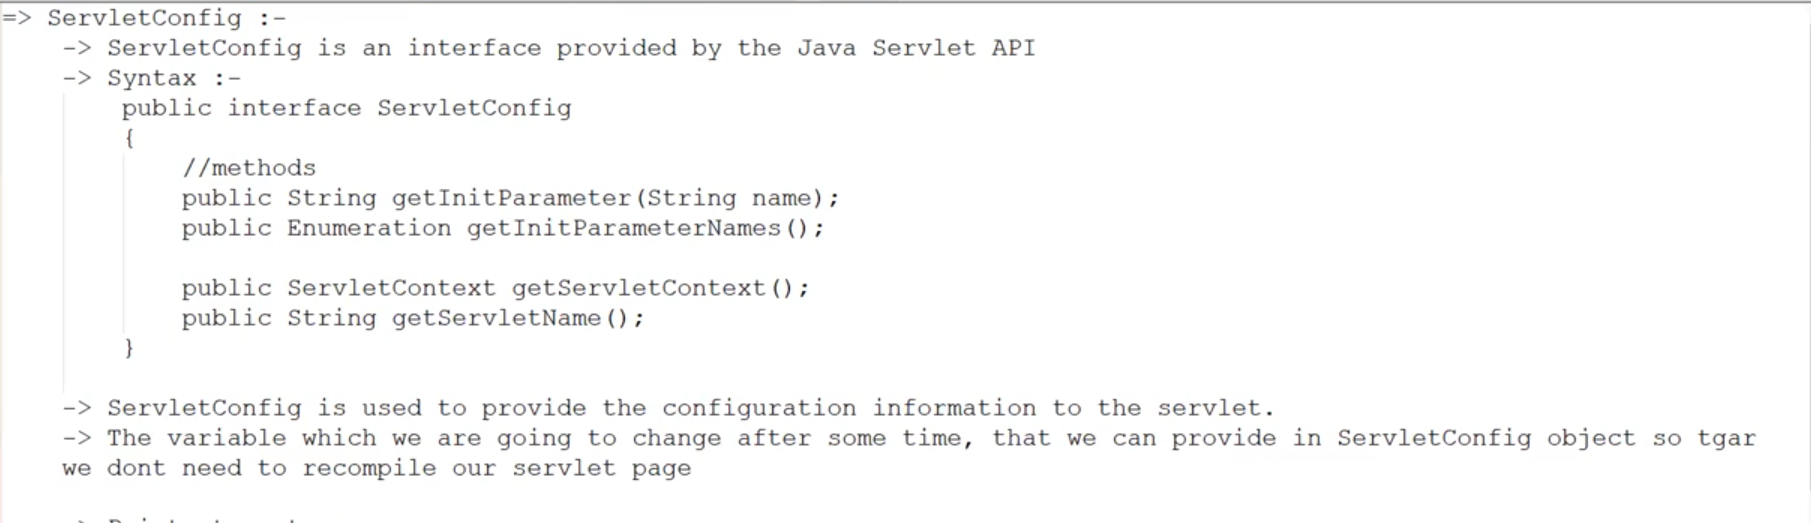 => ServletConfig :-
-> ServletConfig is an interface provided by the Java Servlet API
-> Syntax :-
public interface ServletConfig
{
//methods
public String getInitParameter(String name);
public Enumeration getInitParameterNames();
public ServletContext getServletContext();
public String getServletName();
}
-> ServletConfig is used to provide the configuration information to the servlet.
-> The variable which we are going to change after some time, that we can provide in ServletConfig object so tgar
we dont need to recompile our servlet page